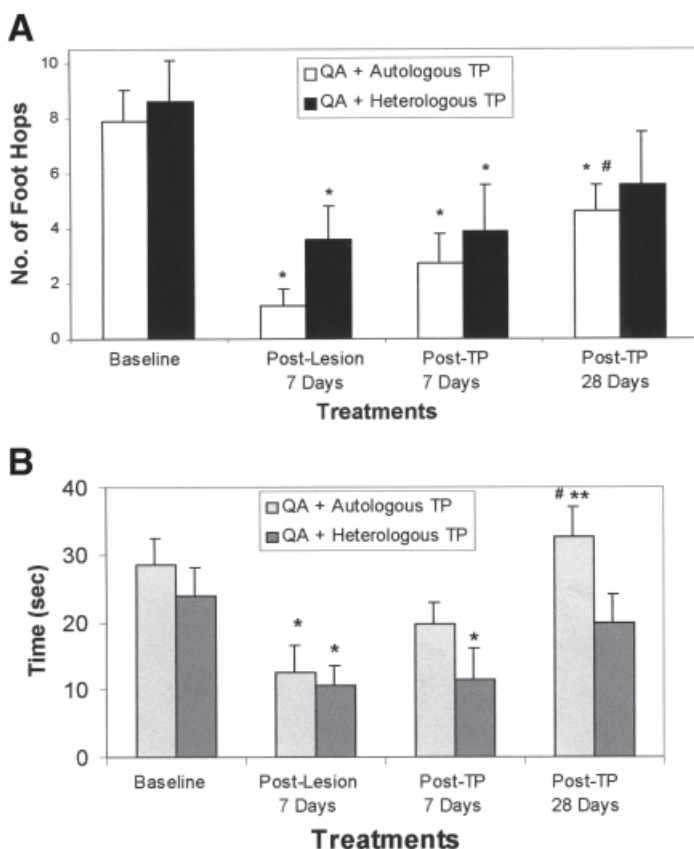 A
No. of Foot Hops
10
8
6
4
2
0
QA + Autologous TP
QA + Heterologous TP
*
*
*
*
* #
Baseline
Post-Lesion
7 Days
Post-TP
7 Days
Post-TP
28 Days
Treatments
B
Time (sec)
40
30
20
10
0
QA + Autologous TP
QA + Heterologous TP
*
*
*
# **
Baseline
Post-Lesion
7 Days
Post-TP
7 Days
Post-TP
28 Days
Treatments